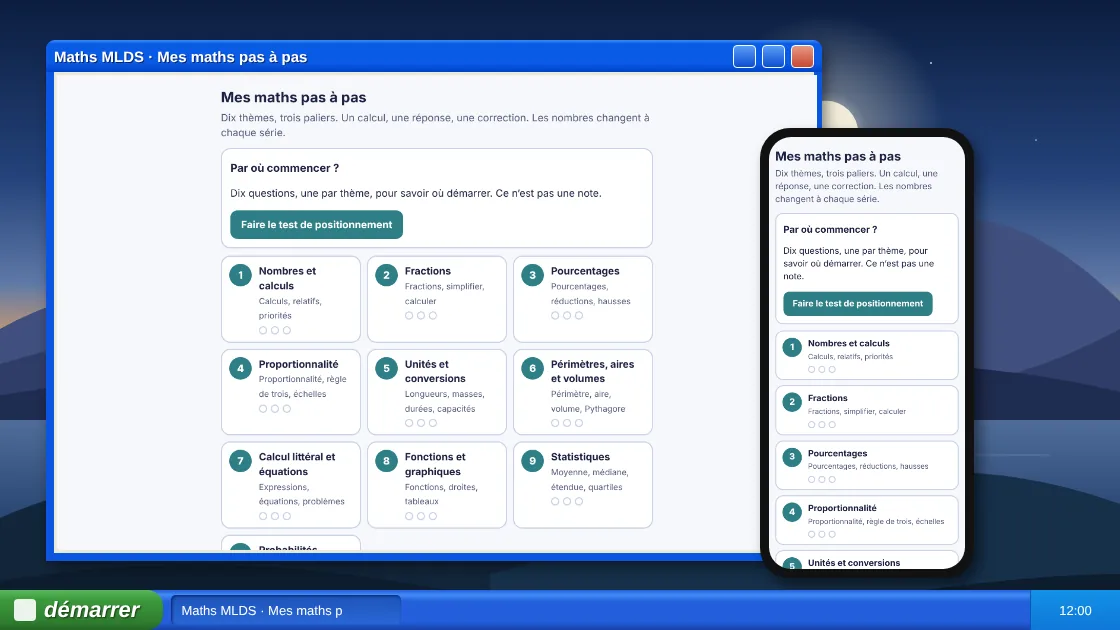 Maths MLDS · Mes maths pas à pas
Mes maths pas à pas
Dix thèmes, trois paliers. Un calcul, une réponse, une correction. Les nombres changent à
chaque série.
Par où commencer ?
Dix questions, une par thème, pour savoir où démarrer. Ce n’est pas une note.
Faire le test de positionnement
1
Nombres et
calculs
Calculs, relatifs,
priorités
2
Fractions
Fractions, simplifier,
calculer
3
Pourcentages
Pourcentages,
réductions, hausses
4
Proportionnalité
Proportionnalité, règle
de trois, échelles
5
Unités et
conversions
Longueurs, masses,
durées, capacités
6
Périmètres, aires
et volumes
Périmètre, aire,
volume, Pythagore
7
Calcul littéral et
équations
Expressions,
équations, problèmes
8
Fonctions et
graphiques
Fonctions, droites,
tableaux
9
Statistiques
Moyenne, médiane,
étendue, quartiles
Probabilités
Mes maths pas à pas
Dix thèmes, trois paliers. Un calcul, une
réponse, une correction. Les nombres
changent à chaque série.
Par où commencer ?
Dix questions, une par thème, pour
savoir où démarrer. Ce n’est pas une
note.
Faire le test de positionnement
1
Nombres et calculs
Calculs, relatifs, priorités
2
Fractions
Fractions, simplifier, calculer
3
Pourcentages
Pourcentages, réductions, hausses
4
Proportionnalité
Proportionnalité, règle de trois, échelles
5
Unités et conversions
démarrer
Maths MLDS · Mes maths p
12:00